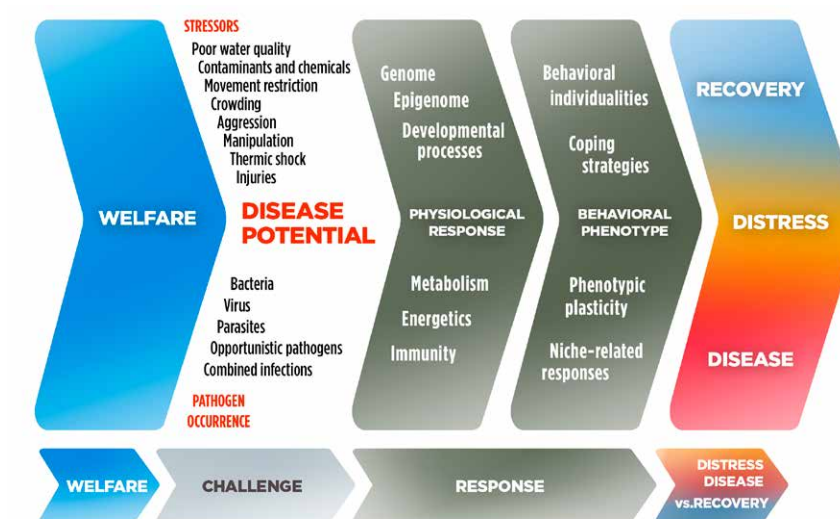 STRESSORS
Poor water quality
Contaminants and chemicals
Movement restriction
Crowding
Aggression
Manipulation
Thermic shock
Injuries
WELFARE
DISEASE
POTENTIAL
Bacteria
Virus
Parasites
Opportunistic pathogens
Combined infections
PATHOGEN
OCCURRENCE
Genome
Epigenome
Developmental
processes
PHYSIOLOGICAL
RESPONSE
Metabolism
Energetics
Immunity
Behavioral
individualities
Coping
strategies
BEHAVIORAL
PHENOTYPE
Phenotypic
plasticity
Niche-related
responses
RECOVERY
DISTRESS
DISEASE
WELFARE
CHALLENGE
RESPONSE
DISTRESS
DISEASE
vs.RECOVERY